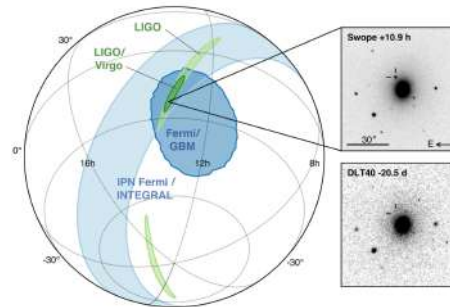 LIGO
Swope +10.9 h
30°
LIGO/
Virgo
30"
E
Fermi/
GBM
0°
16h
12h
8h
IPN Fermi /
INTEGRAL
DLT40 -20.5 d
-30°
-30°